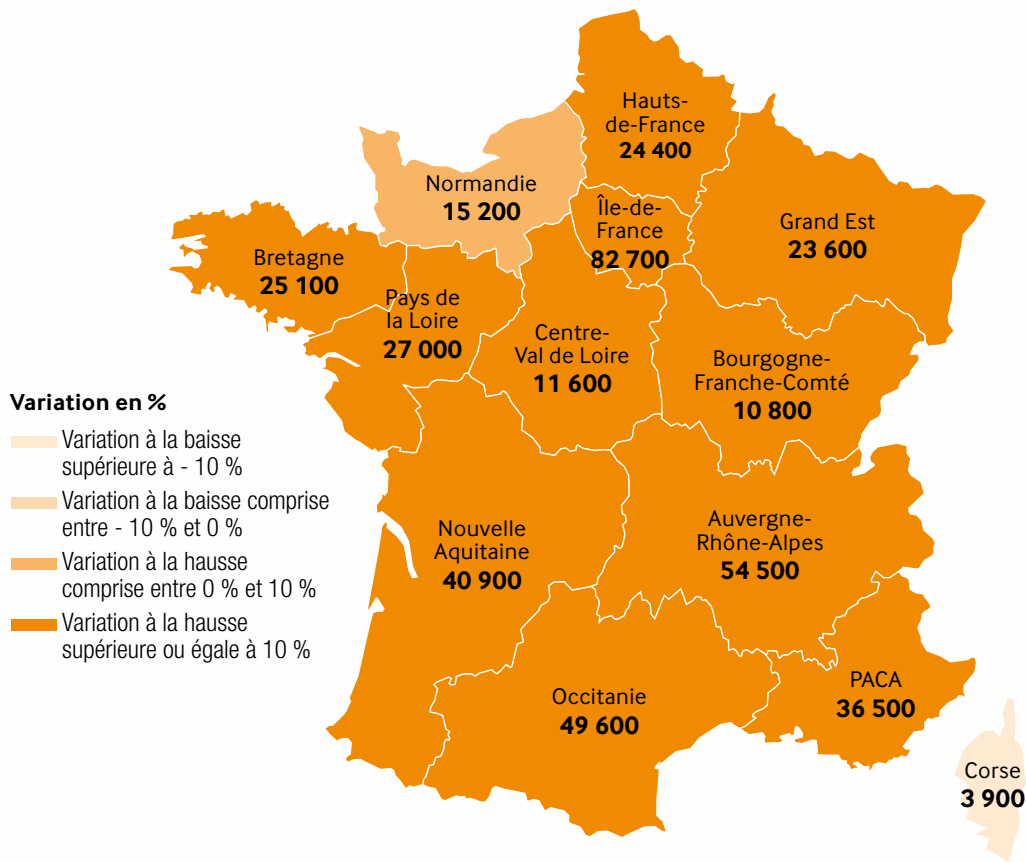 Hauts-
de-France
24 400
Normandie
15 200
Île-de-
France
82 700
Grand Est
23 600
Bretagne
25 100
Pays de
la Loire
27 000
Centre-
Val de Loire
11 600
Bourgogne-
Franche-Comté
10 800
Variation en %
Variation à la baisse
supérieure à - 10 %
Variation à la baisse comprise
entre - 10 % et 0 %
Variation à la hausse
comprise entre 0 % et 10 %
Variation à la hausse
supérieure ou égale à 10 %
Nouvelle
Aquitaine
40 900
Auvergne-
Rhône-Alpes
54 500
Occitanie
49 600
PACA
36 500
Corse
3 900